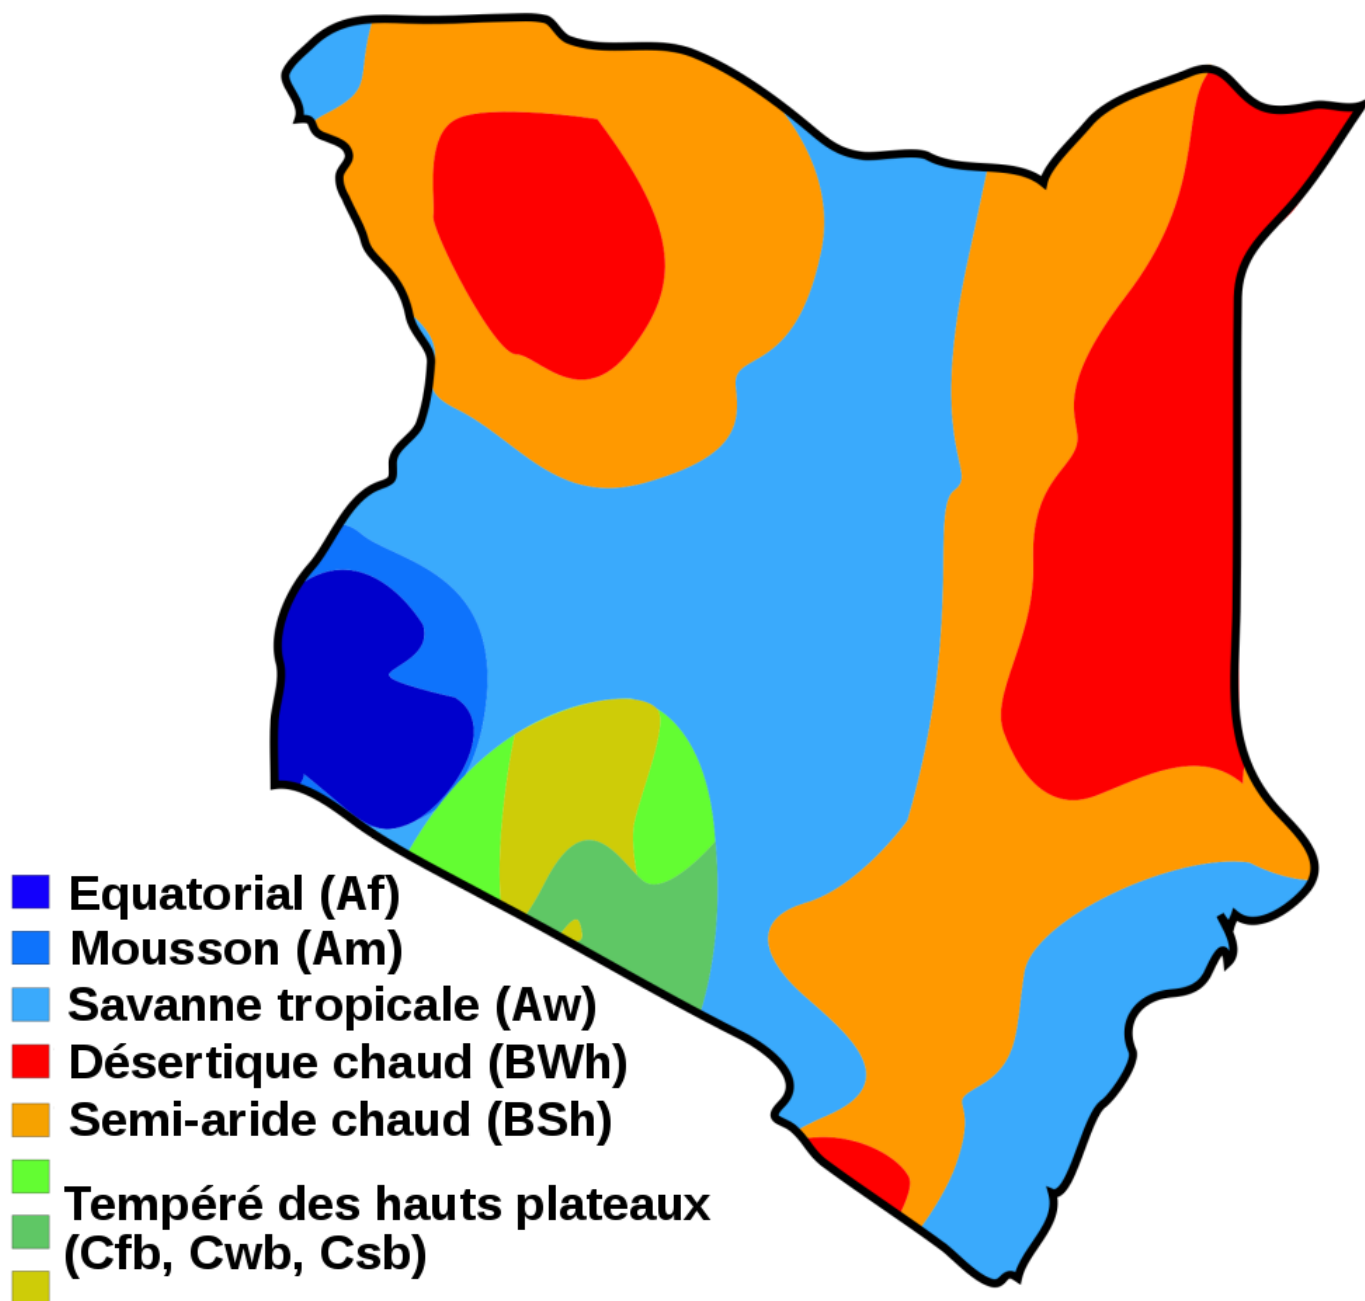 Equatorial (Af)
Mousson (Am)
Savanne tropicale (Aw)
Désertique chaud (BWh)
Semi-aride chaud (BSh)
Tempéré des hauts plateaux
(Cfb, Cwb, Csb)